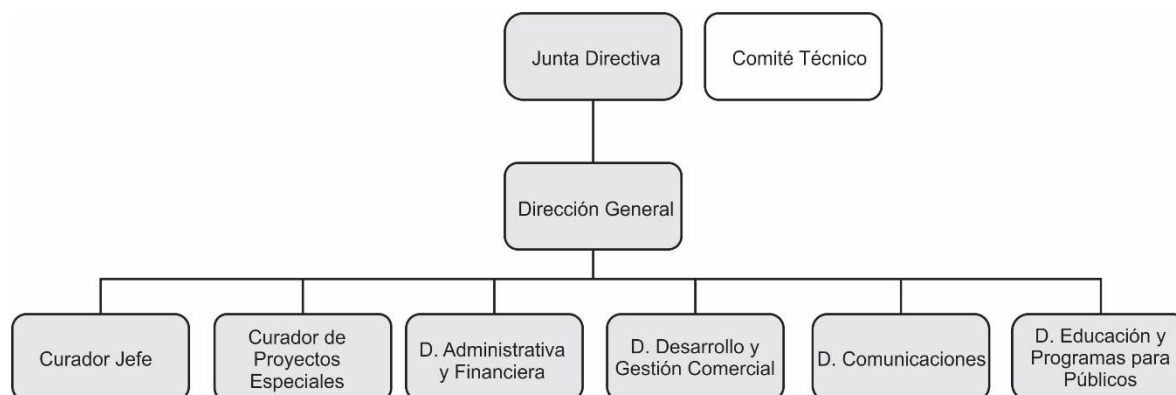 Junta Directiva
Comité Técnico
Dirección General
Curador Jefe
Curador de
Proyectos
Especiales
D. Administrativa
y Financiera
D. Desarrollo y
Gestión Comercial
D. Comunicaciones
D. Educación y
Programas para
Públicos